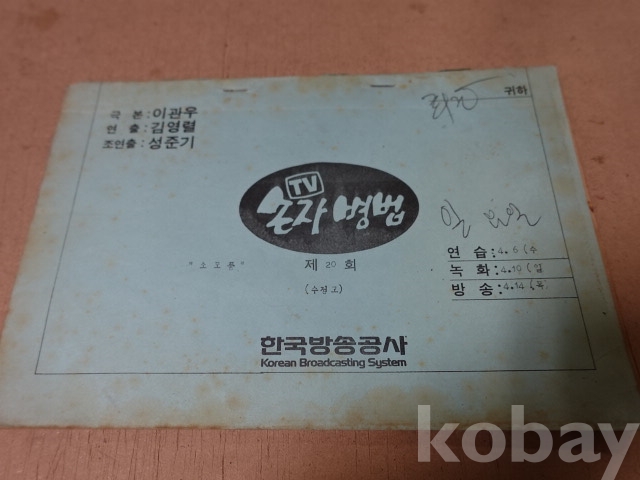 귀하
극 본 : 이관우
연 출 : 김영렬
조연출 : 성준기
TV
손자병법
"소묘풍" 제 20 회
(수정고)
연 습 : 4. 6 (수
녹 화 : 4.10 (일
방 송 : 4.14 (목
한국방송공사
Korean Broadcasting System
kobay